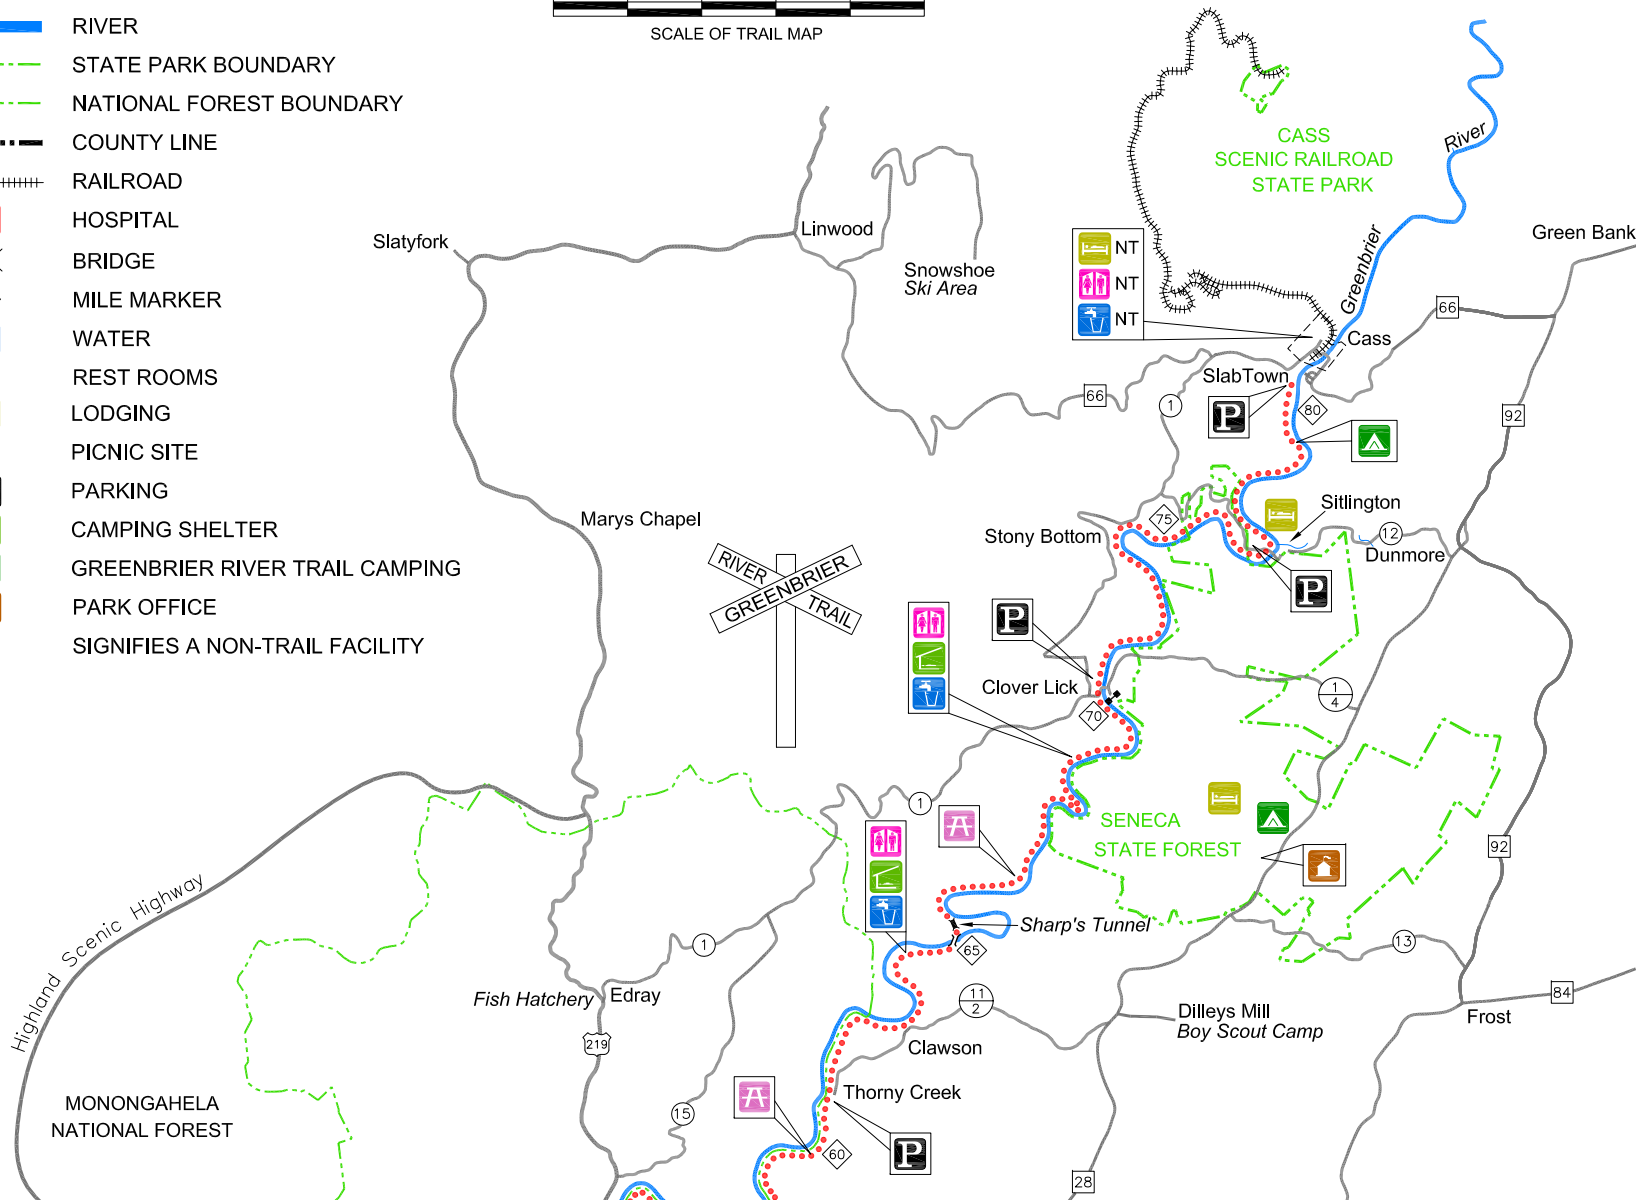 RIVER
STATE PARK BOUNDARY
NATIONAL FOREST BOUNDARY
COUNTY LINE
RAILROAD
HOSPITAL
BRIDGE
MILE MARKER
WATER
REST ROOMS
LODGING
PICNIC SITE
PARKING
CAMPING SHELTER
GREENBRIER RIVER TRAIL CAMPING
PARK OFFICE
SIGNIFIES A NON-TRAIL FACILITY
SCALE OF TRAIL MAP
CASS
SCENIC RAILROAD
STATE PARK
River
Greenbrier
Green Bank
Linwood
Slatyfork
Snowshoe
Ski Area
NT
NT
NT
66
Cass
SlabTown
66
1
P
80
92
Marys Chapel
Stony Bottom
75
Sitlington
12
Dunmore
P
RIVER
GREENBRIER
TRAIL
P
Clover Lick
70
1
4
1
SENECA
STATE FOREST
92
Sharp's Tunnel
65
13
84
Frost
Highland Scenic Highway
1
Fish Hatchery
Edray
219
11
2
Dilleys Mill
Boy Scout Camp
Clawson
Thorny Creek
MONONGAHELA
NATIONAL FOREST
15
60
P
28